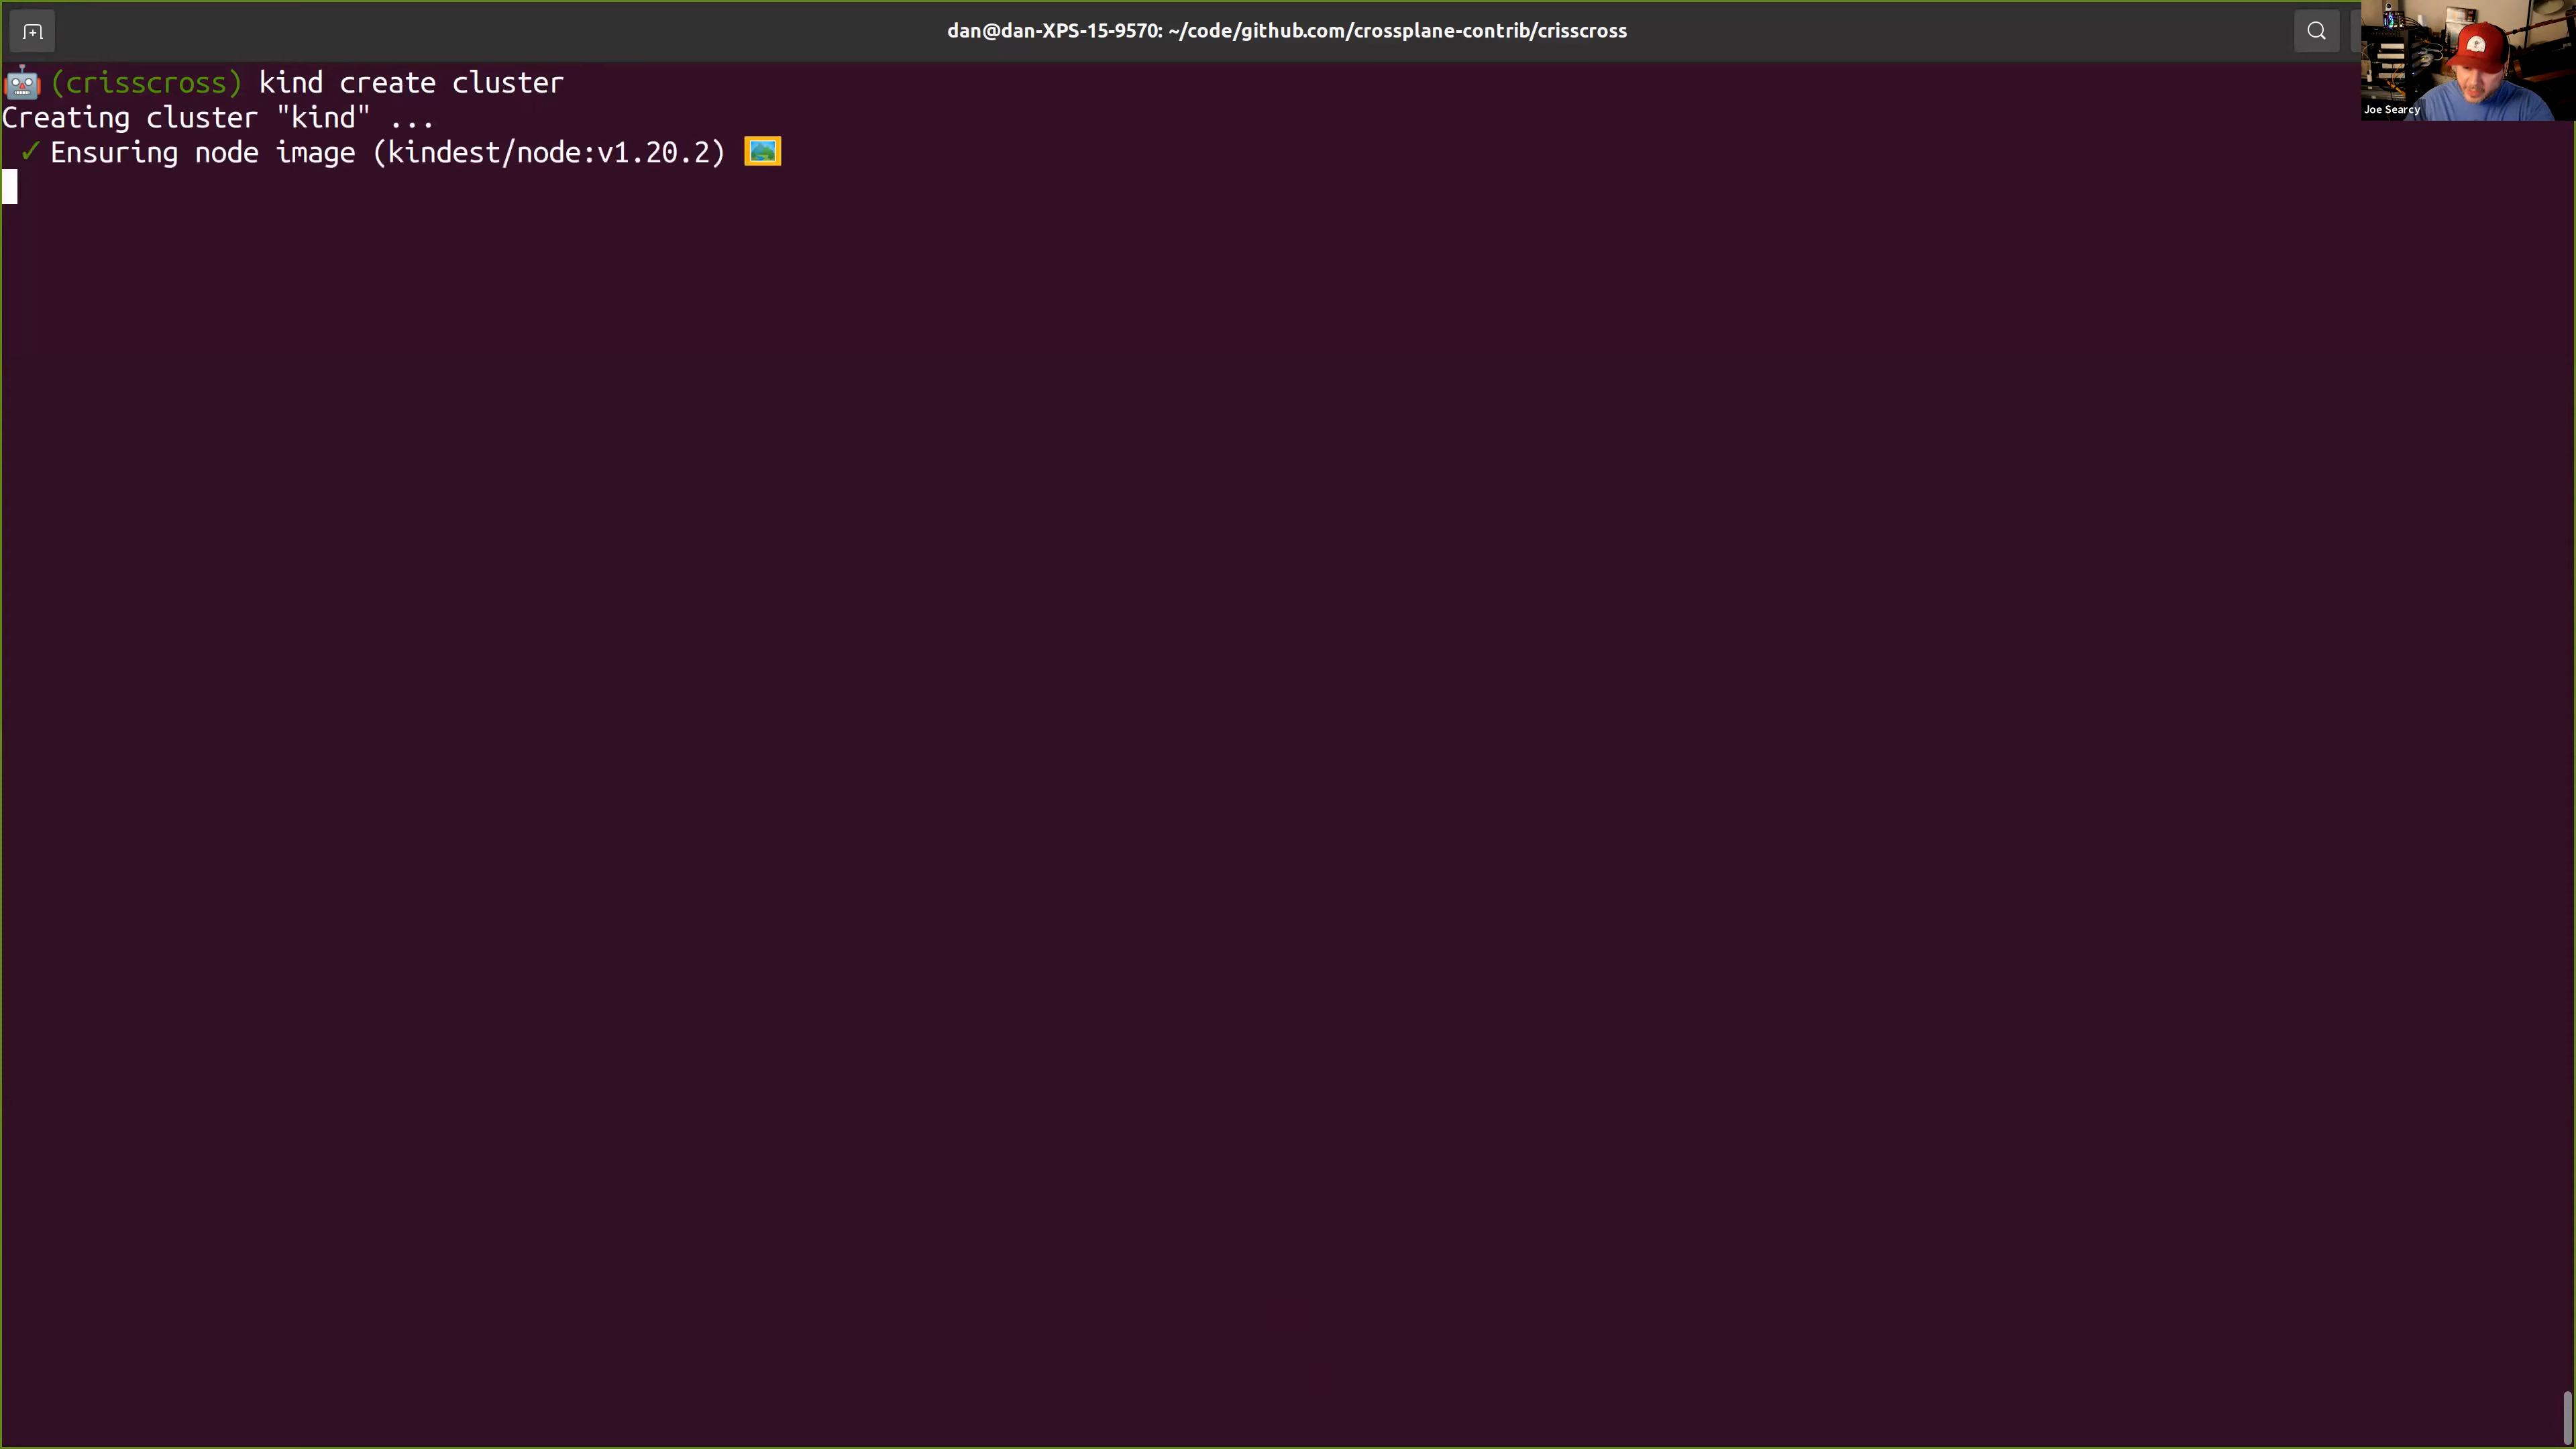 dan@dan-XPS-15-9570: ~/code/github.com/crossplane-contrib/crisscross
Joe Searcy
(crisscross) kind create cluster
Creating cluster "kind" ...
✓ Ensuring node image (kindest/node:v1.20.2) 🖼